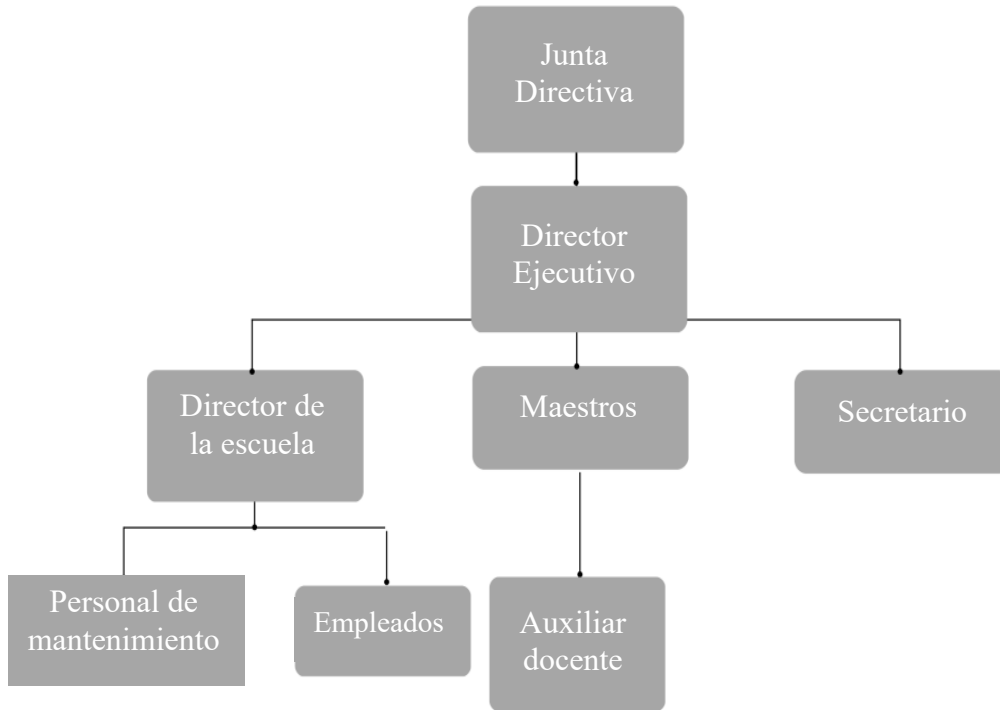 Junta
Directiva
Director
Ejecutivo
Director de
la escuela
Maestros
Secretario
Personal de
mantenimiento
Empleados
Auxiliar
docente